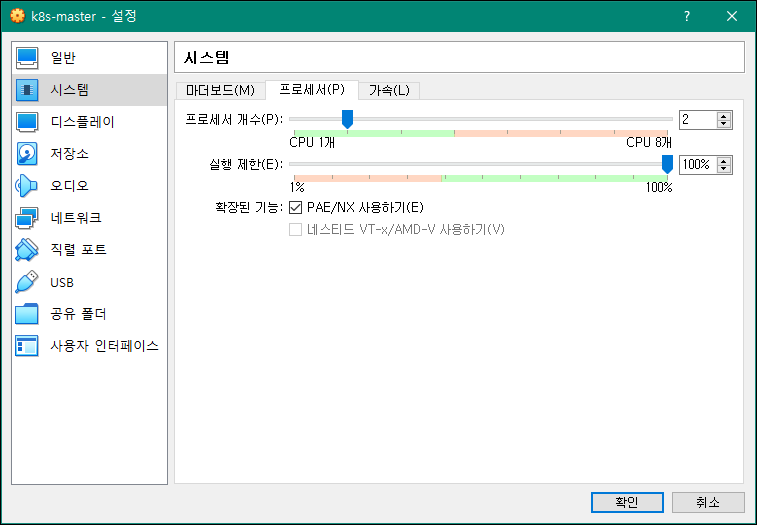 k8s-master - 설정
?
일반
시스템
디스플레이
저장소
오디오
네트워크
직렬 포트
USB
공유 폴더
사용자 인터페이스
시스템
마더보드(M) 프로세서(P) 가속(L)
프로세서 개수(P): 2
CPU 1개 CPU 8개
실행 제한(E): 100%
1% 100%
확장된 기능: PAE/NX 사용하기(E)
네스티드 VT-x/AMD-V 사용하기(V)
확인 취소